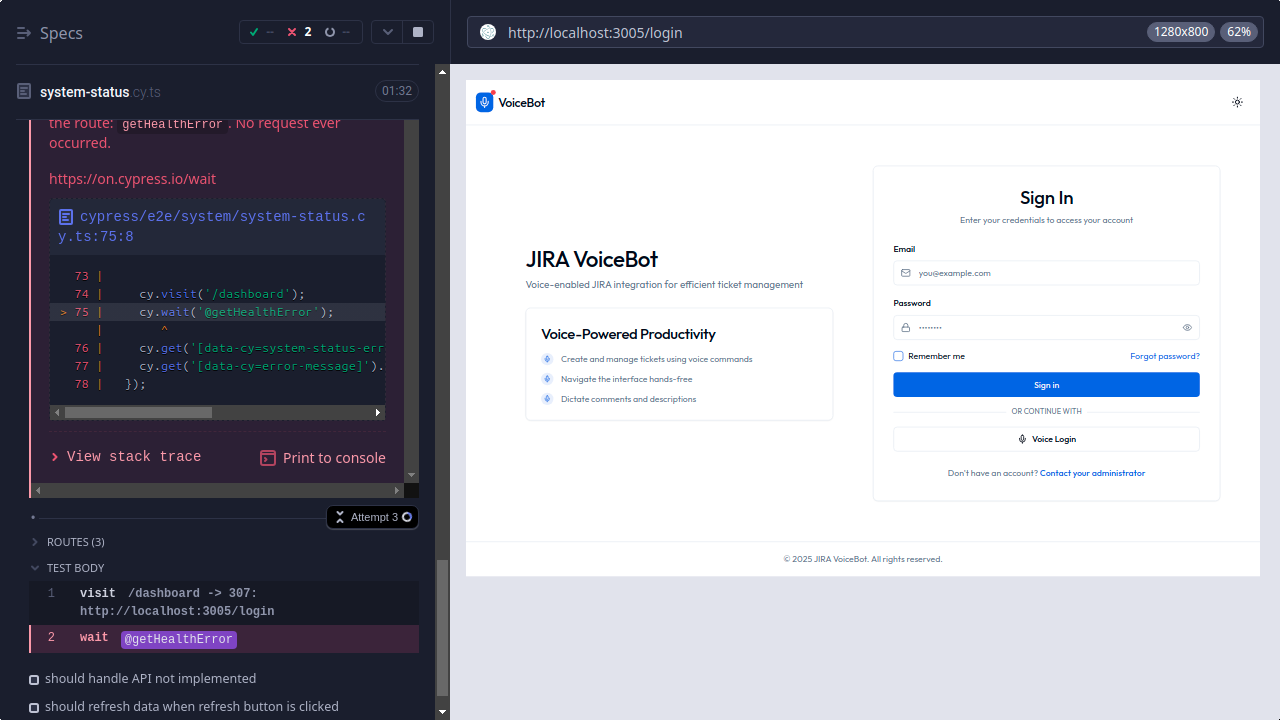 Specs
-- 2 --
http://localhost:3005/login
1280x800 62%
system-status.cy.ts 01:32
the route: getHealthError. No request ever
occurred.
https://on.cypress.io/wait
cypress/e2e/system/system-status.c
y.ts:75:8
73 |
74 | cy.visit('/dashboard');
> 75 | cy.wait('@getHealthError');
| ^
76 | cy.get('[data-cy=system-status-err
77 | cy.get('[data-cy=error-message]').
78 | });
View stack trace
Print to console
Attempt 3
ROUTES (3)
TEST BODY
1 visit /dashboard -> 307:
http://localhost:3005/login
2 wait @getHealthError
should handle API not implemented
should refresh data when refresh button is clicked
VoiceBot
JIRA VoiceBot
Voice-enabled JIRA integration for efficient ticket management
Voice-Powered Productivity
Create and manage tickets using voice commands
Navigate the interface hands-free
Dictate comments and descriptions
Sign In
Enter your credentials to access your account
Email
you@example.com
Password
••••••••
Remember me
Forgot password?
Sign in
OR CONTINUE WITH
Voice Login
Don't have an account? Contact your administrator
© 2025 JIRA VoiceBot. All rights reserved.